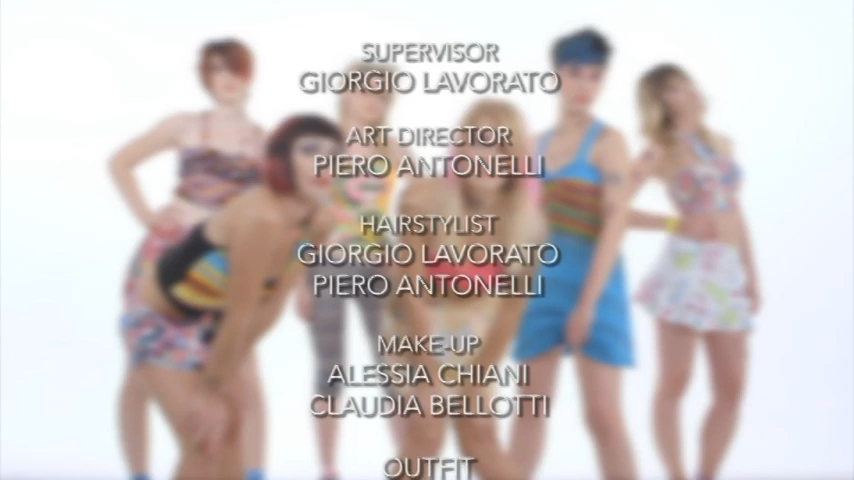 SUPERVISOR
GIORGIO LAVORATO
ART DIRECTOR
PIERO ANTONELLI
HAIRSTYLIST
GIORGIO LAVORATO
PIERO ANTONELLI
MAKE-UP
ALESSIA CHIANI
CLAUDIA BELLOTTI
OUTFIT